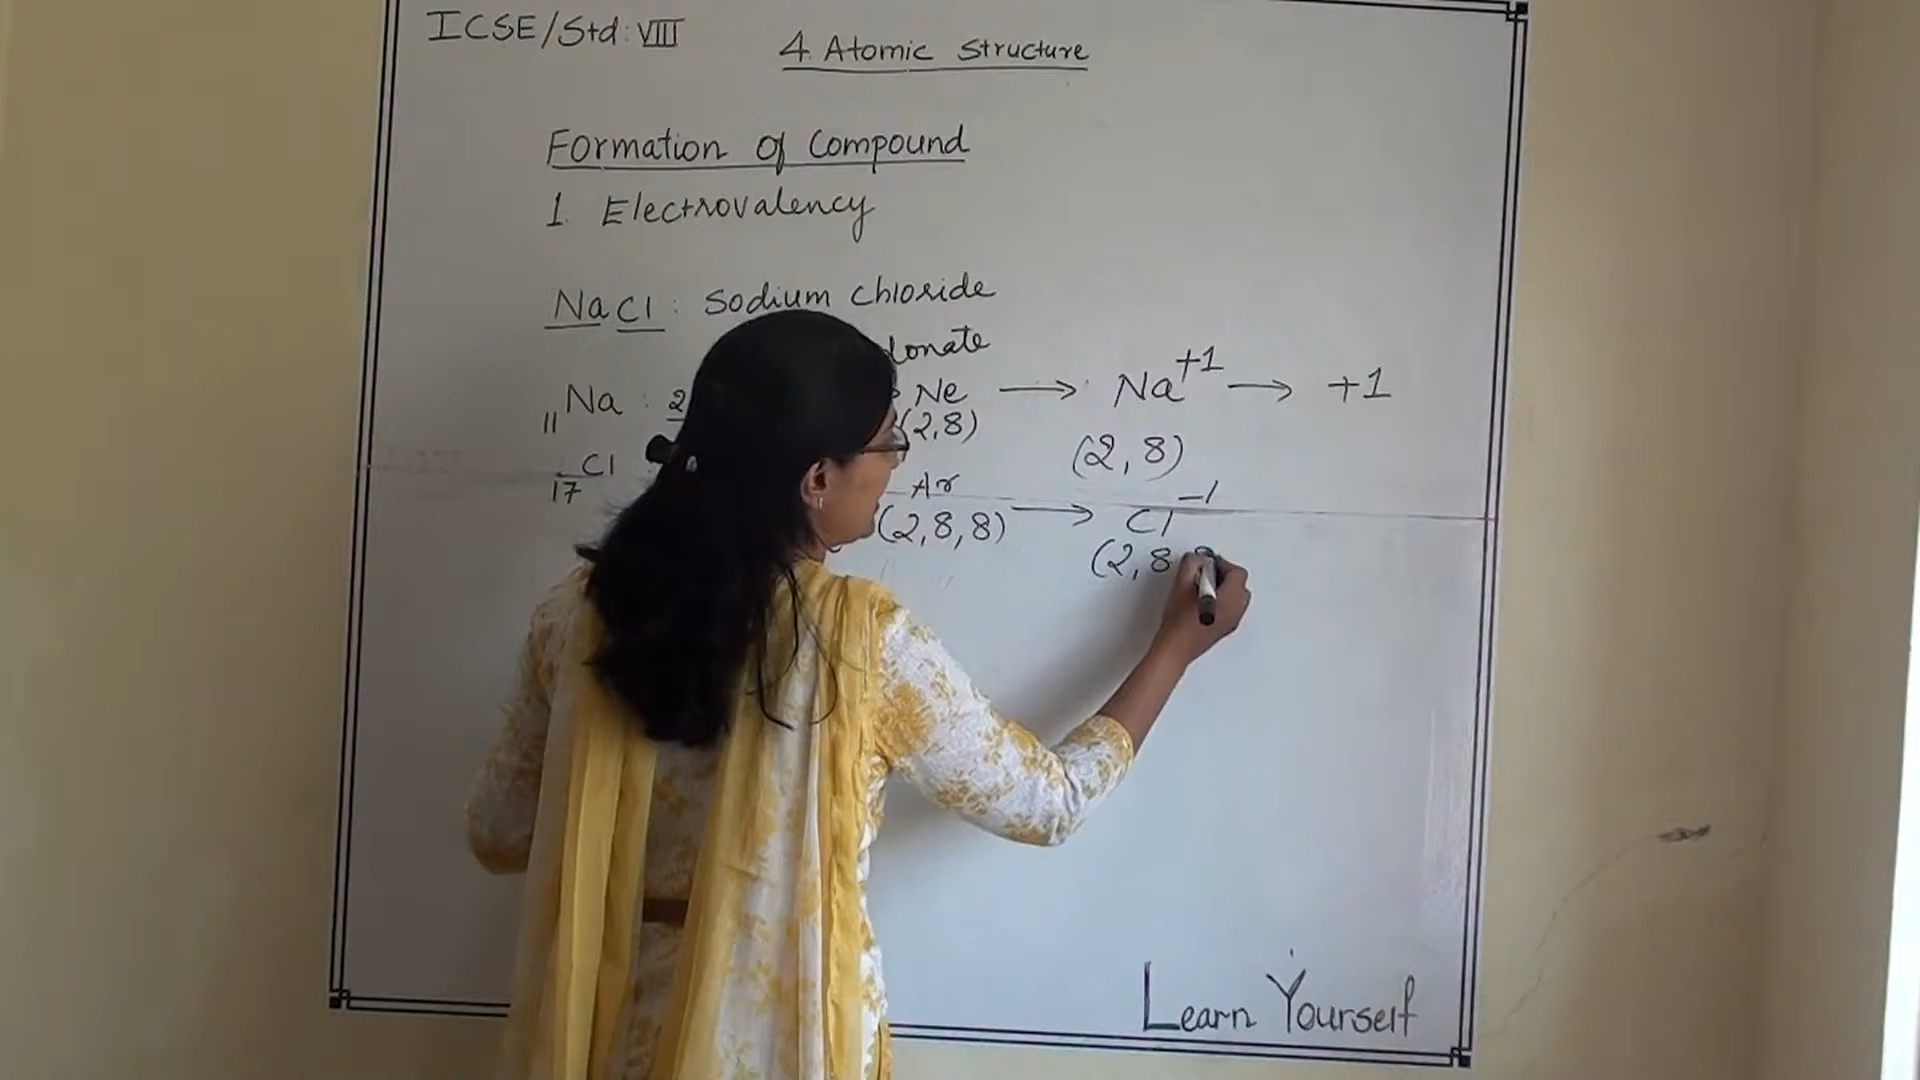 ICSE/Std: VIII
4. Atomic Structure
Formation of Compound
1. Electrovalency
NaCl : Sodium Chloride
11Na : 2 Ne → Na+1 → +1
(2,8) (2,8)
17Cl : Ar → Cl-1
(2,8,8) (2,8
Learn Yourself